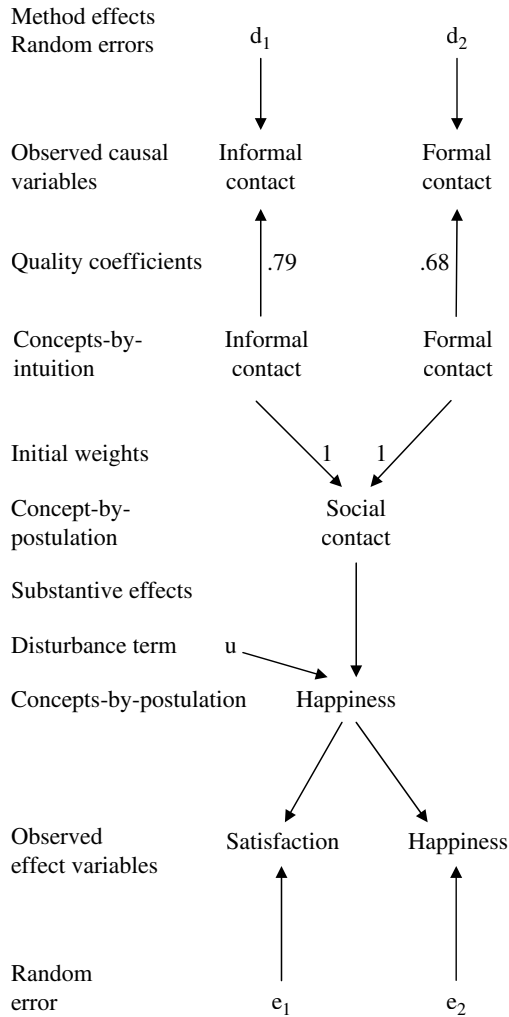 Method effects
Random errors
d1
d2
Observed causal
variables
Informal
contact
Formal
contact
Quality coefficients
.79
.68
Concepts-by-
intuition
Informal
contact
Formal
contact
Initial weights
1
1
Concept-by-
postulation
Social
contact
Substantive effects
Disturbance term
u
Concepts-by-postulation
Happiness
Observed
effect variables
Satisfaction
Happiness
Random
error
e1
e2